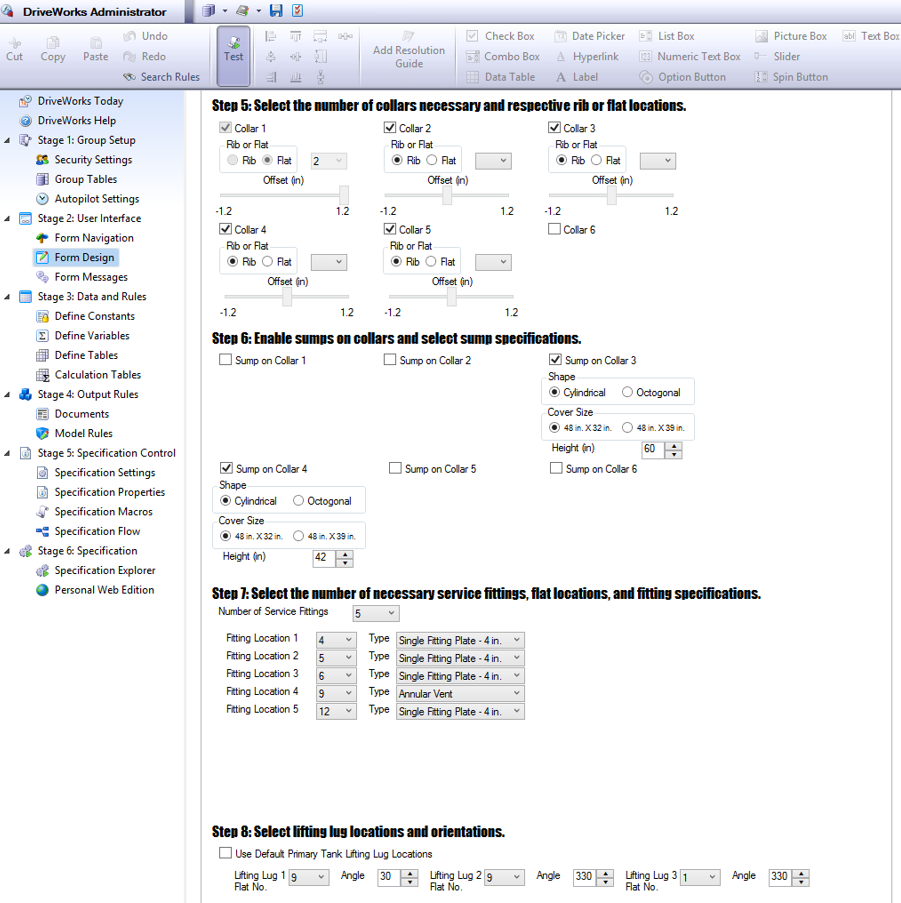 DriveWorks Administrator
Cut
Copy
Paste
Undo
Redo
Search Rules
Test
Add Resolution
Guide
Check Box
Combo Box
Data Table
Date Picker
Hyperlink
A Label
List Box
Numeric Text Box
Option Button
Picture Box
Slider
Spin Button
abl Text Box
DriveWorks Today
DriveWorks Help
Stage 1: Group Setup
Security Settings
Group Tables
Autopilot Settings
Stage 2: User Interface
Form Navigation
Form Design
Form Messages
Stage 3: Data and Rules
Define Constants
Define Variables
Define Tables
Calculation Tables
Stage 4: Output Rules
Documents
Model Rules
Stage 5: Specification Control
Specification Settings
Specification Properties
Specification Macros
Specification Flow
Stage 6: Specification
Specification Explorer
Personal Web Edition
Step 5: Select the number of collars necessary and respective rib or flat locations.
Collar 1 Collar 2 Collar 3
Rib or Flat Rib or Flat Rib or Flat
Rib Flat 2 Rib Flat Rib Flat
Offset (in) Offset (in) Offset (in)
-1.2 1.2 -1.2 1.2 -1.2 1.2
Collar 4 Collar 5 Collar 6
Rib or Flat Rib or Flat
Rib Flat Rib Flat
Offset (in) Offset (in)
-1.2 1.2 -1.2 1.2
Step 6: Enable sumps on collars and select sump specifications.
Sump on Collar 1 Sump on Collar 2 Sump on Collar 3
Shape
Cylindrical Octogonal
Cover Size
48 in. X 32 in. 48 in. X 39 in.
Height (in) 60
Sump on Collar 4 Sump on Collar 5 Sump on Collar 6
Shape
Cylindrical Octogonal
Cover Size
48 in. X 32 in. 48 in. X 39 in.
Height (in) 42
Step 7: Select the number of necessary service fittings, flat locations, and fitting specifications.
Number of Service Fittings 5
Fitting Location 1 4 Type Single Fitting Plate - 4 in.
Fitting Location 2 5 Type Single Fitting Plate - 4 in.
Fitting Location 3 6 Type Single Fitting Plate - 4 in.
Fitting Location 4 9 Type Annular Vent
Fitting Location 5 12 Type Single Fitting Plate - 4 in.
Step 8: Select lifting lug locations and orientations.
Use Default Primary Tank Lifting Lug Locations
Lifting Lug 1 9 Angle 30 Lifting Lug 2 9 Angle 330 Lifting Lug 3 1 Angle 330
Flat No. Flat No. Flat No.